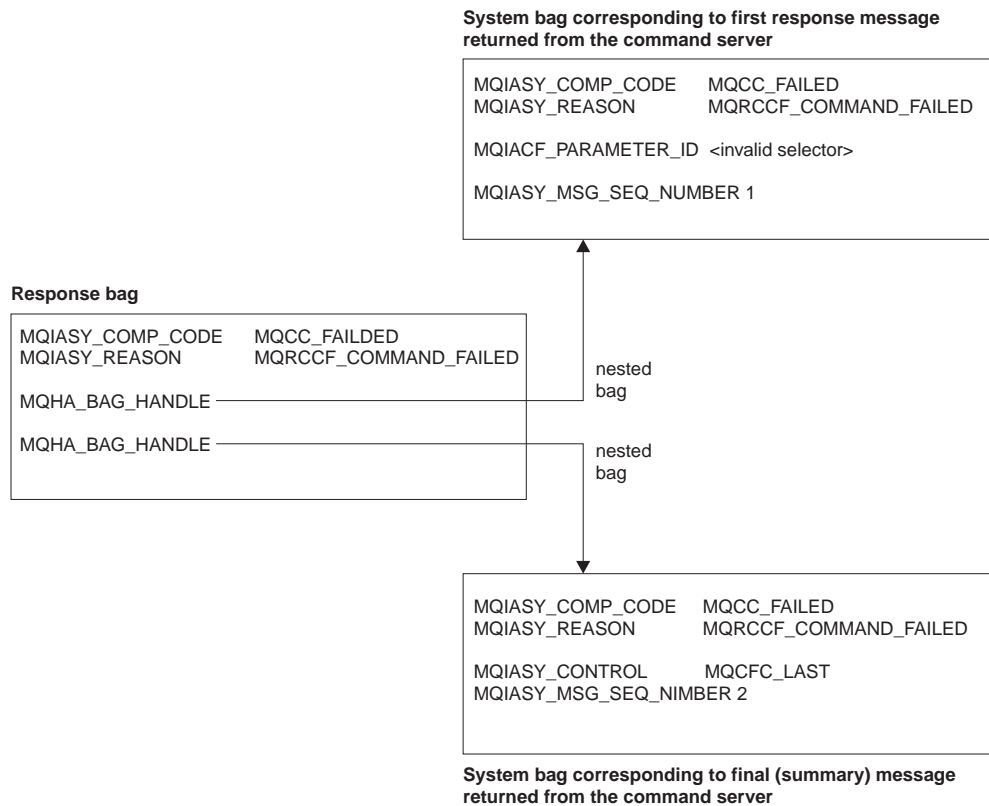 System bag corresponding to first response message
returned from the command server
MQIASY_COMP_CODE MQCC_FAILED
MQIASY_REASON MQRCCF_COMMAND_FAILED
MQIACF_PARAMETER_ID <invalid selector>
MQIASY_MSG_SEQ_NUMBER 1
Response bag
MQIASY_COMP_CODE MQCC_FAILDED
MQIASY_REASON MQRCCF_COMMAND_FAILED
MQHA_BAG_HANDLE
nested
bag
MQHA_BAG_HANDLE
nested
bag
MQIASY_COMP_CODE MQCC_FAILED
MQIASY_REASON MQRCCF_COMMAND_FAILED
MQIASY_CONTROL MQCFC_LAST
MQIASY_MSG_SEQ_NIMBER 2
System bag corresponding to final (summary) message
returned from the command server